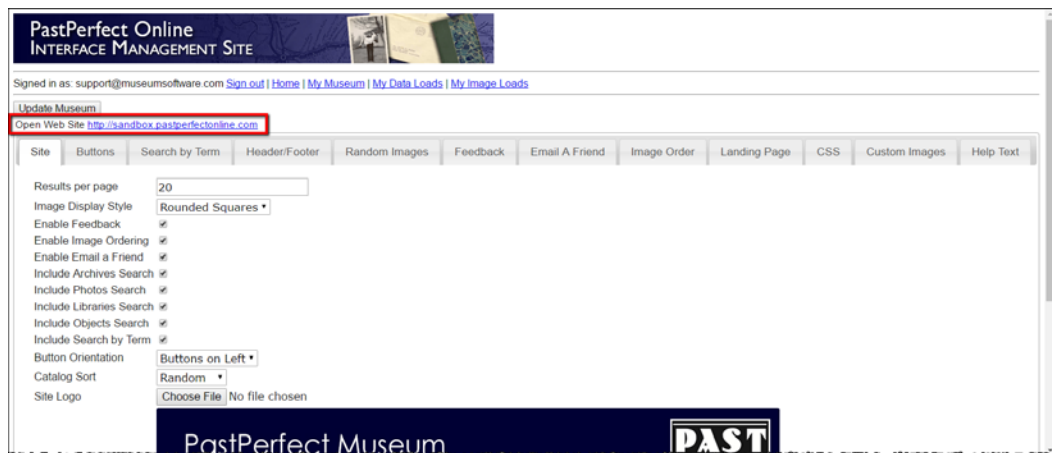 PastPerfect Online
INTERFACE MANAGEMENT SITE
Signed in as: support@museumsoftware.com Sign out | Home | My Museum | My Data Loads | My Image Loads
Update Museum
Open Web Site http://sandbox.pastperfectonline.com
Site Buttons Search by Term Header/Footer Random Images Feedback Email A Friend Image Order Landing Page CSS Custom Images Help Text
Results per page 20
Image Display Style Rounded Squares
Enable Feedback
Enable Image Ordering
Enable Email a Friend
Include Archives Search
Include Photos Search
Include Libraries Search
Include Objects Search
Include Search by Term
Button Orientation Buttons on Left
Catalog Sort Random
Site Logo Choose File No file chosen
PastPerfect Museum PAST